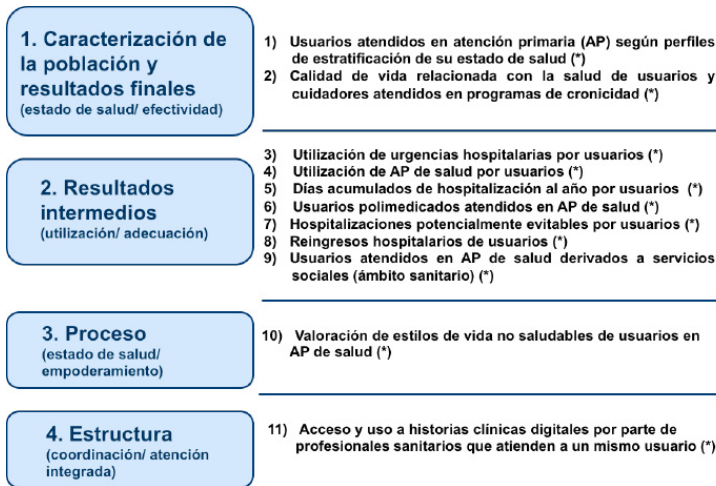 1. Caracterización de
la población y
resultados finales
(estado de salud/ efectividad)
1) Usuarios atendidos en atención primaria (AP) según perfiles
de estratificación de su estado de salud (*)
2) Calidad de vida relacionada con la salud de usuarios y
cuidadores atendidos en programas de cronicidad (*)
2. Resultados
intermedios
(utilización/ adecuación)
3) Utilización de urgencias hospitalarias por usuarios (*)
4) Utilización de AP de salud por usuarios (*)
5) Días acumulados de hospitalización al año por usuarios (*)
6) Usuarios polimedicados atendidos en AP de salud (*)
7) Hospitalizaciones potencialmente evitables por usuarios (*)
8) Reingresos hospitalarios de usuarios (*)
9) Usuarios atendidos en AP de salud derivados a servicios
sociales (ámbito sanitario) (*)
3. Proceso
(estado de salud/
empoderamiento)
10) Valoración de estilos de vida no saludables de usuarios en
AP de salud (*)
4. Estructura
(coordinación/ atención
integrada)
11) Acceso y uso a historias clínicas digitales por parte de
profesionales sanitarios que atienden a un mismo usuario (*)